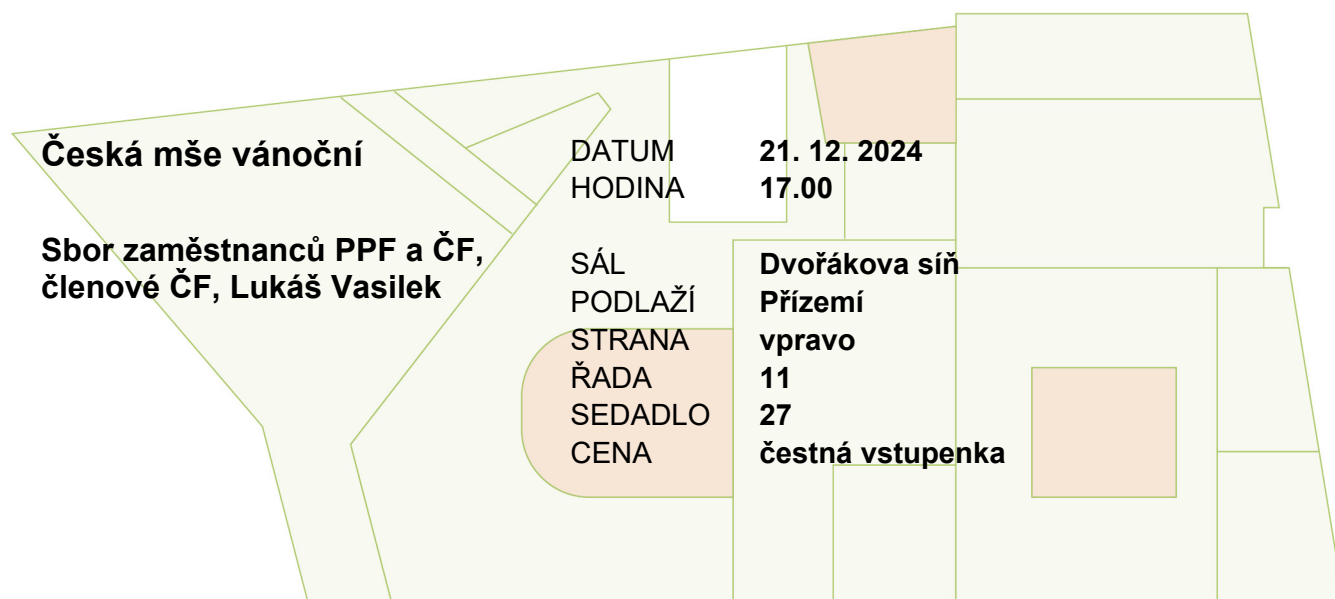 Česká mše vánoční
Sbor zaměstnanců PPF a ČF,
členové ČF, Lukáš Vasilek
DATUM 21. 12. 2024
HODINA 17.00
SÁL Dvořákova síň
PODLAŽÍ Přízemí
STRANA vpravo
ŘADA 11
SEDADLO 27
CENA čestná vstupenka